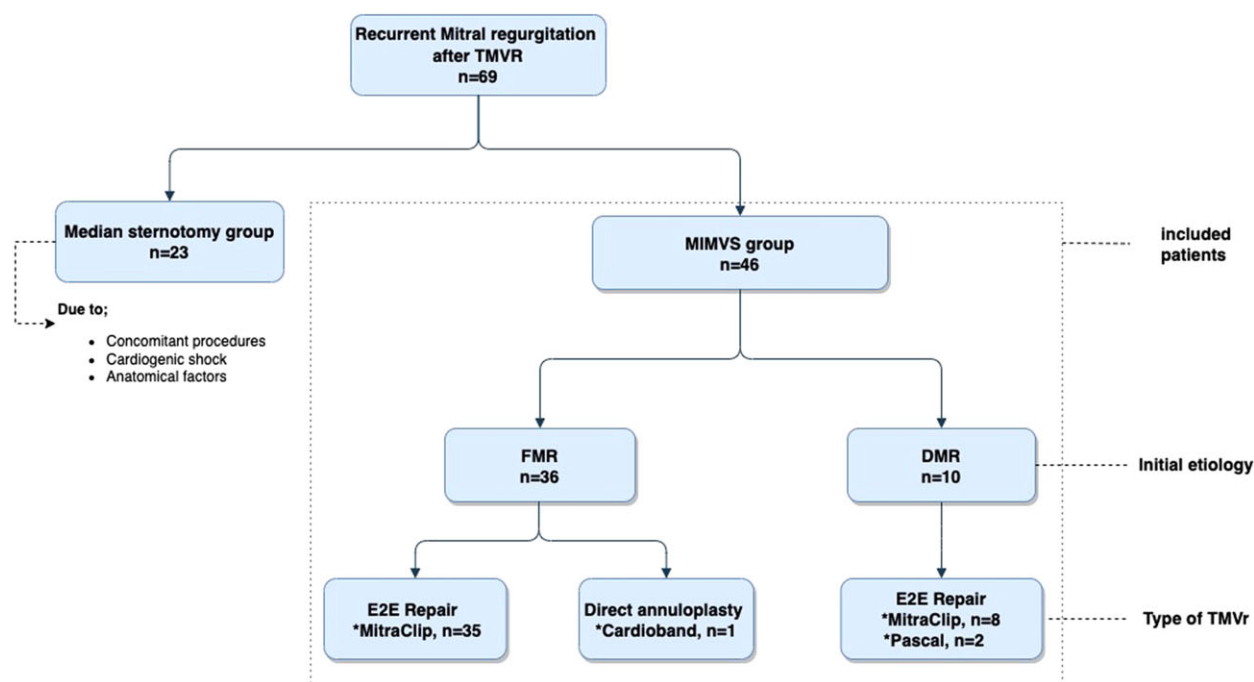 Recurrent Mitral regurgitation
after TMVR
n=69
Median sternotomy group
n=23
Due to;
• Concomitant procedures
• Cardiogenic shock
• Anatomical factors
MIMVS group
n=46
included
patients
FMR
n=36
DMR
n=10
Initial etiology
E2E Repair
*MitraClip, n=35
Direct annuloplasty
*Cardioband, n=1
E2E Repair
*MitraClip, n=8
*Pascal, n=2
Type of TMVr